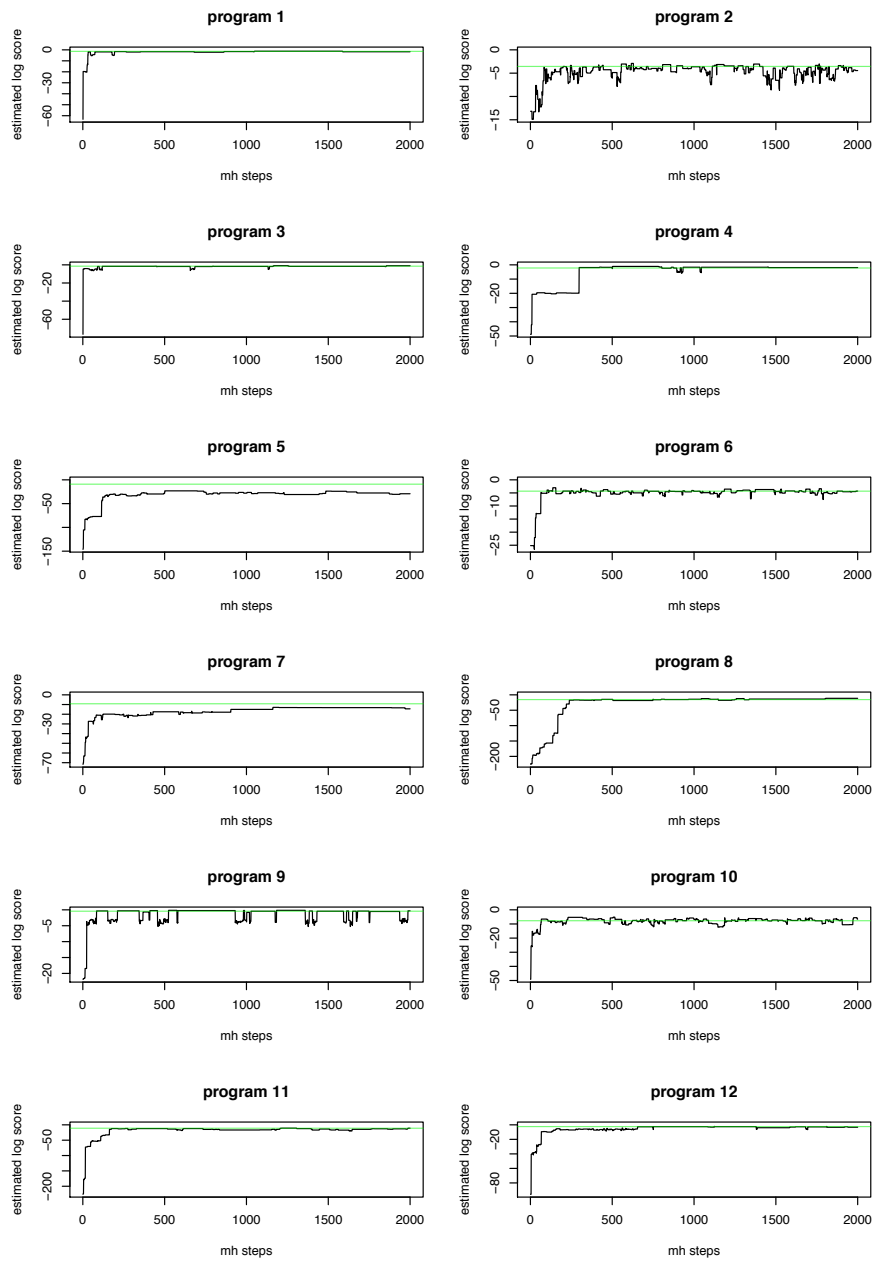 program 1
estimated log score
0
−30
−60
0 500 1000 1500 2000
mh steps
program 2
estimated log score
0
−5
−15
0 500 1000 1500 2000
mh steps
program 3
estimated log score
−20
−60
0 500 1000 1500 2000
mh steps
program 4
estimated log score
0
−20
−50
0 500 1000 1500 2000
mh steps
program 5
estimated log score
−50
−150
0 500 1000 1500 2000
mh steps
program 6
estimated log score
0
−10
−25
0 500 1000 1500 2000
mh steps
program 7
estimated log score
0
−30
−70
0 500 1000 1500 2000
mh steps
program 8
estimated log score
−50
−200
0 500 1000 1500 2000
mh steps
program 9
estimated log score
−5
−20
0 500 1000 1500 2000
mh steps
program 10
estimated log score
0
−20
−50
0 500 1000 1500 2000
mh steps
program 11
estimated log score
−50
−200
0 500 1000 1500 2000
mh steps
program 12
estimated log score
−20
−80
0 500 1000 1500 2000
mh steps